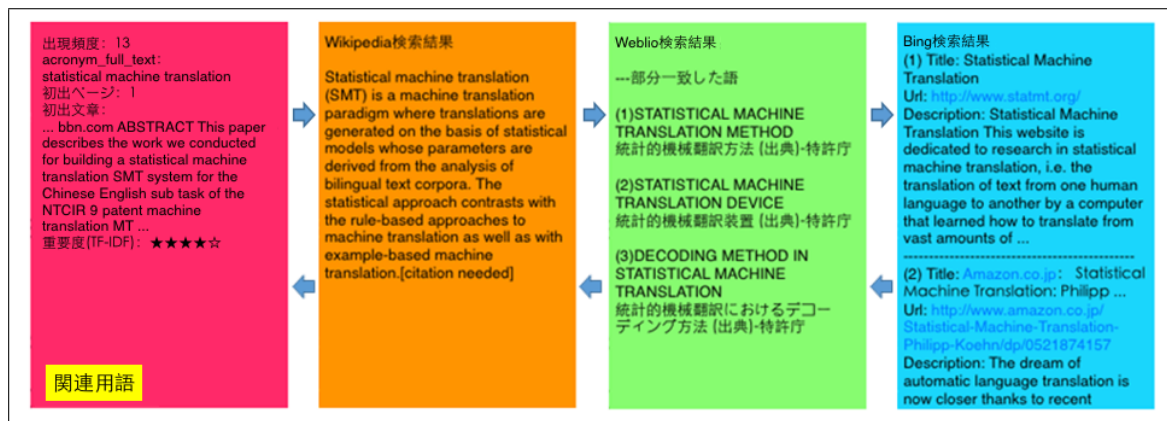 出現頻度: 13
acronym_full_text:
statistical machine translation
初出ページ: 1
初出文章:
... bbn.com ABSTRACT This paper
describes the work we conducted
for building a statistical machine
translation SMT system for the
Chinese English sub task of the
NTCIR 9 patent machine
translation MT ...
重要度(TF-IDF): ★★★★☆
関連用語
Wikipedia検索結果
Statistical machine translation
(SMT) is a machine translation
paradigm where translations are
generated on the basis of statistical
models whose parameters are
derived from the analysis of
bilingual text corpora. The
statistical approach contrasts with
the rule-based approaches to
machine translation as well as with
example-based machine
translation.[citation needed]
Weblio検索結果
---部分一致した語
(1)STATISTICAL MACHINE
TRANSLATION METHOD
統計的機械翻訳方法 (出典)-特許庁
(2)STATISTICAL MACHINE
TRANSLATION DEVICE
統計的機械翻訳装置 (出典)-特許庁
(3)DECODING METHOD IN
STATISTICAL MACHINE
TRANSLATION
統計的機械翻訳におけるデコー
ディング方法 (出典)-特許庁
Bing検索結果
(1) Title: Statistical Machine
Translation
Url: http://www.statmt.org/
Description: Statistical Machine
Translation This website is
dedicated to research in statistical
machine translation, i.e. the
translation of text from one human
language to another by a computer
that learned how to translate from
vast amounts of ...
--------------------------------------------
(2) Title: Amazon.co.jp: Statistical
Machine Translation: Philipp ...
Url: http://www.amazon.co.jp/
Statistical-Machine-Translation-
Philipp-Koehn/dp/0521874157
Description: The dream of
automatic language translation is
now closer thanks to recent